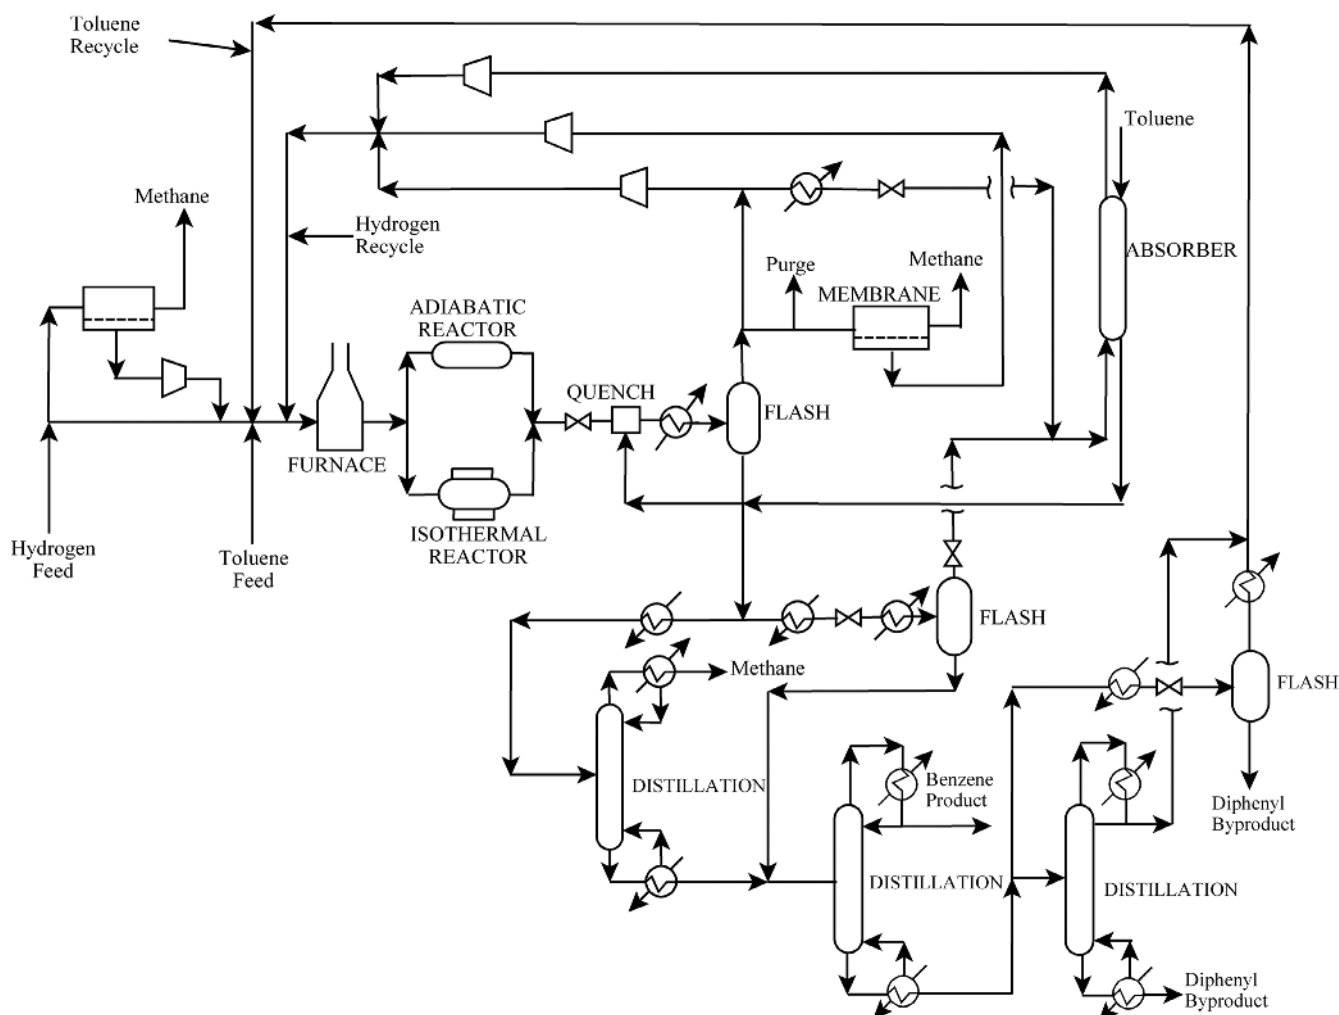 Toluene
Recycle
Toluene
Methane
Hydrogen
Recycle
ABSORBER
Purge
Methane
MEMBRANE
ADIABATIC
REACTOR
QUENCH
FLASH
FURNACE
ISOTHERMAL
REACTOR
Hydrogen
Feed
Toluene
Feed
FLASH
Methane
FLASH
DISTILLATION
Benzene
Product
Diphenyl
Byproduct
DISTILLATION
DISTILLATION
Diphenyl
Byproduct